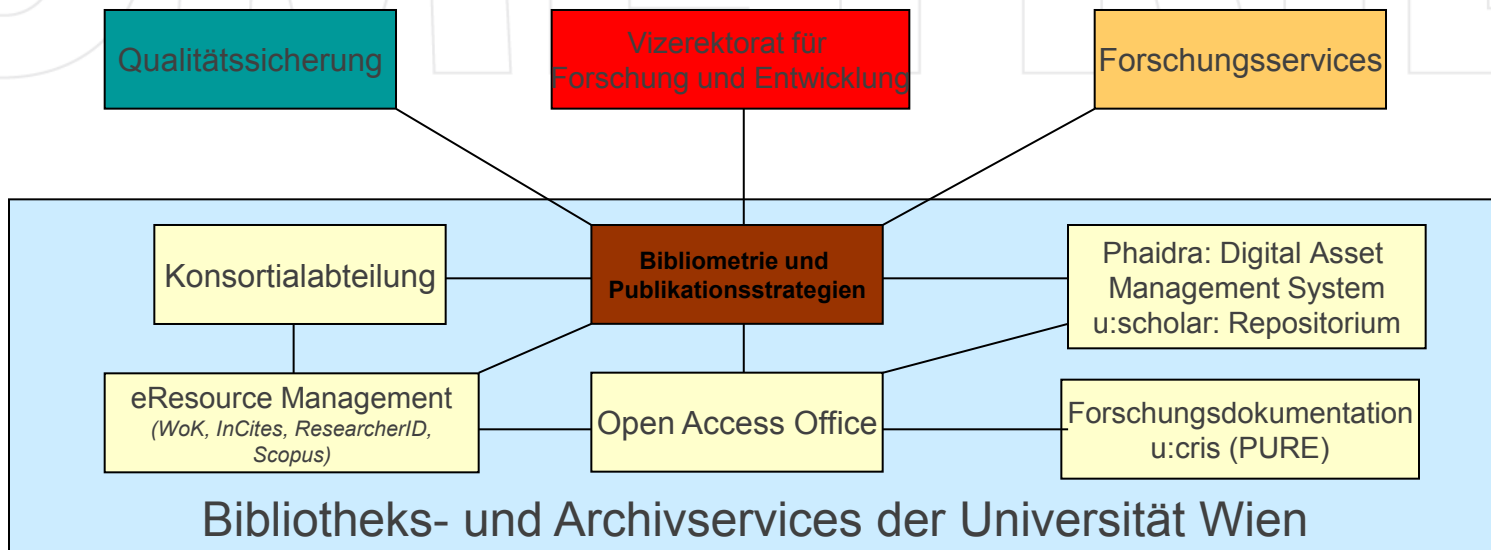 Qualitätssicherung
Vizerektorat für
Forschung und Entwicklung
Forschungsservices
Konsortialabteilung
Bibliometrie und
Publikationsstrategien
Phaidra: Digital Asset
Management System
u:scholar: Repositorium
eResource Management
(WoK, InCites, ResearcherID,
Scopus)
Open Access Office
Forschungsdokumentation
u:cris (PURE)
Bibliotheks- und Archivservices der Universität Wien